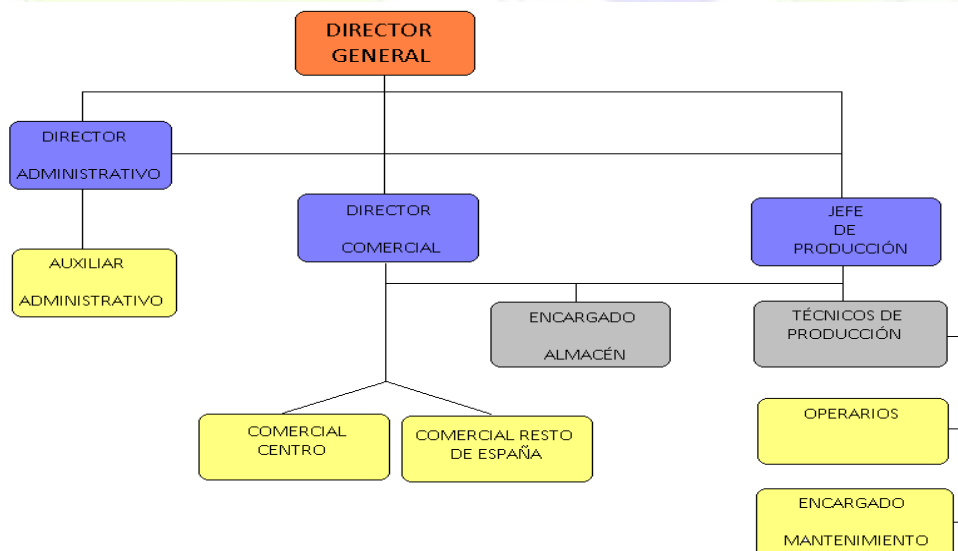 DIRECTOR
GENERAL
DIRECTOR
ADMINISTRATIVO
DIRECTOR
COMERCIAL
JEFE
DE
PRODUCCIÓN
AUXILIAR
ADMINISTRATIVO
ENCARGADO
ALMACÉN
TÉCNICOS DE
PRODUCCIÓN
COMERCIAL
CENTRO
COMERCIAL RESTO
DE ESPAÑA
OPERARIOS
ENCARGADO
MANTENIMIENTO